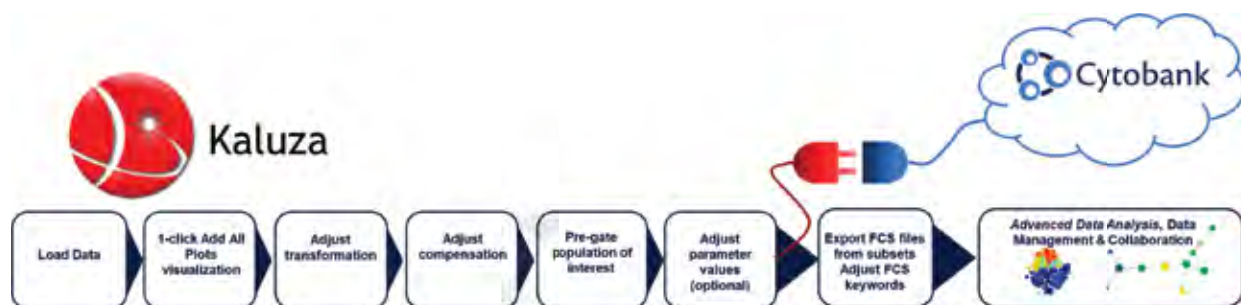 Kaluza
Cytobank
Load Data
1-click Add All
Plots
visualization
Adjust
transformation
Adjust
compensation
Pre-gate
population of
interest
Adjust
parameter
values
(optional)
Export FCS files
from subsets
Adjust FCS
keywords
Advanced Data Analysis, Data
Management & Collaboration